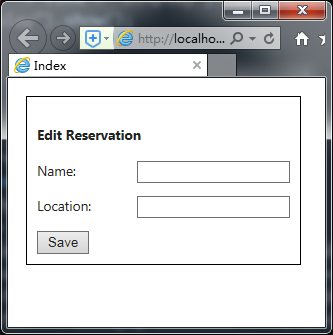 http://localho...
Index
Edit Reservation
Name:
Location:
Save